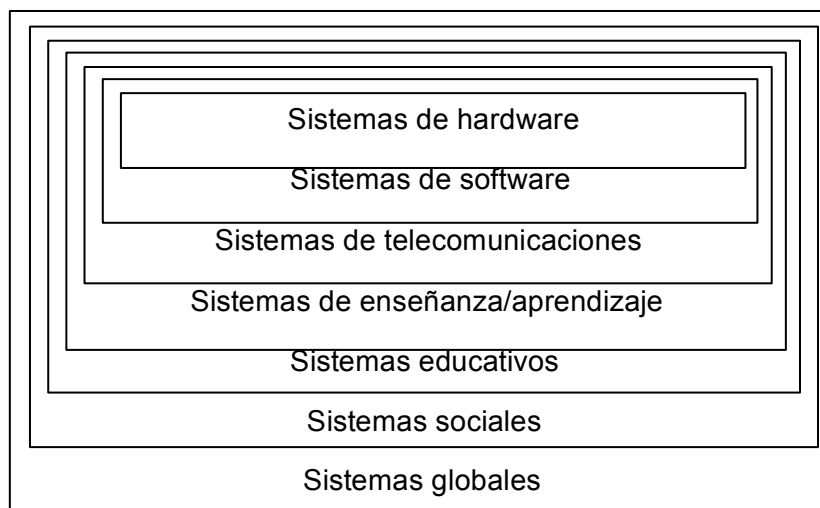 Sistemas de hardware
Sistemas de software
Sistemas de telecomunicaciones
Sistemas de enseñanza/aprendizaje
Sistemas educativos
Sistemas sociales
Sistemas globales